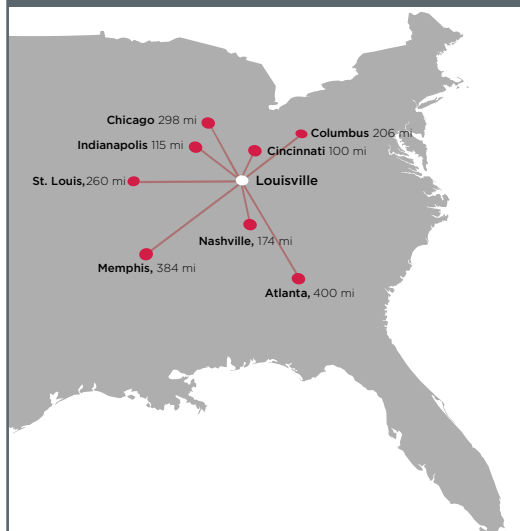 Chicago 298 mi
Columbus 206 mi
Indianapolis 115 mi
Cincinnati 100 mi
St. Louis,260 mi
Louisville
Nashville, 174 mi
Memphis, 384 mi
Atlanta, 400 mi